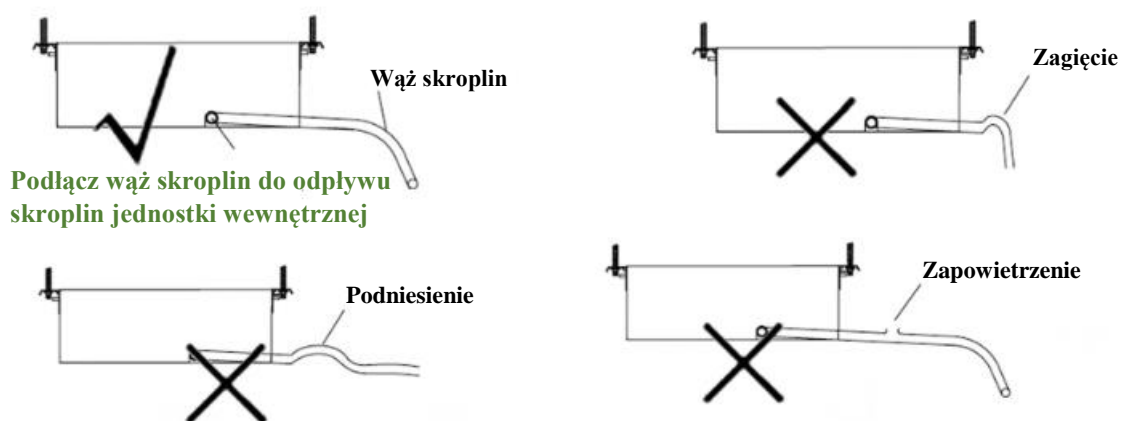 Wąż skroplin
Zagięcie
Podłącz wąż skroplin do odpływu
skroplin jednostki wewnętrznej
Podniesienie
Zapowietrzenie